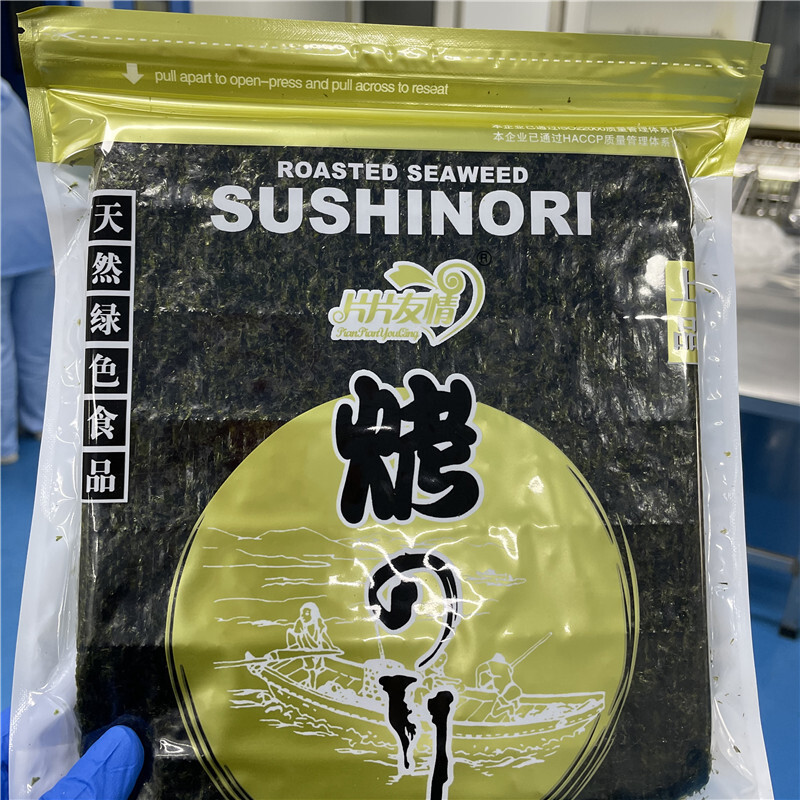 pull apart to open-press and pull across to reseat
本企业已通过HACCP质量管理体系
ROASTED SEAWEED
SUSHINORI
®
片片友情
PianPianYouQing
天然绿色食品
上品
烤のり